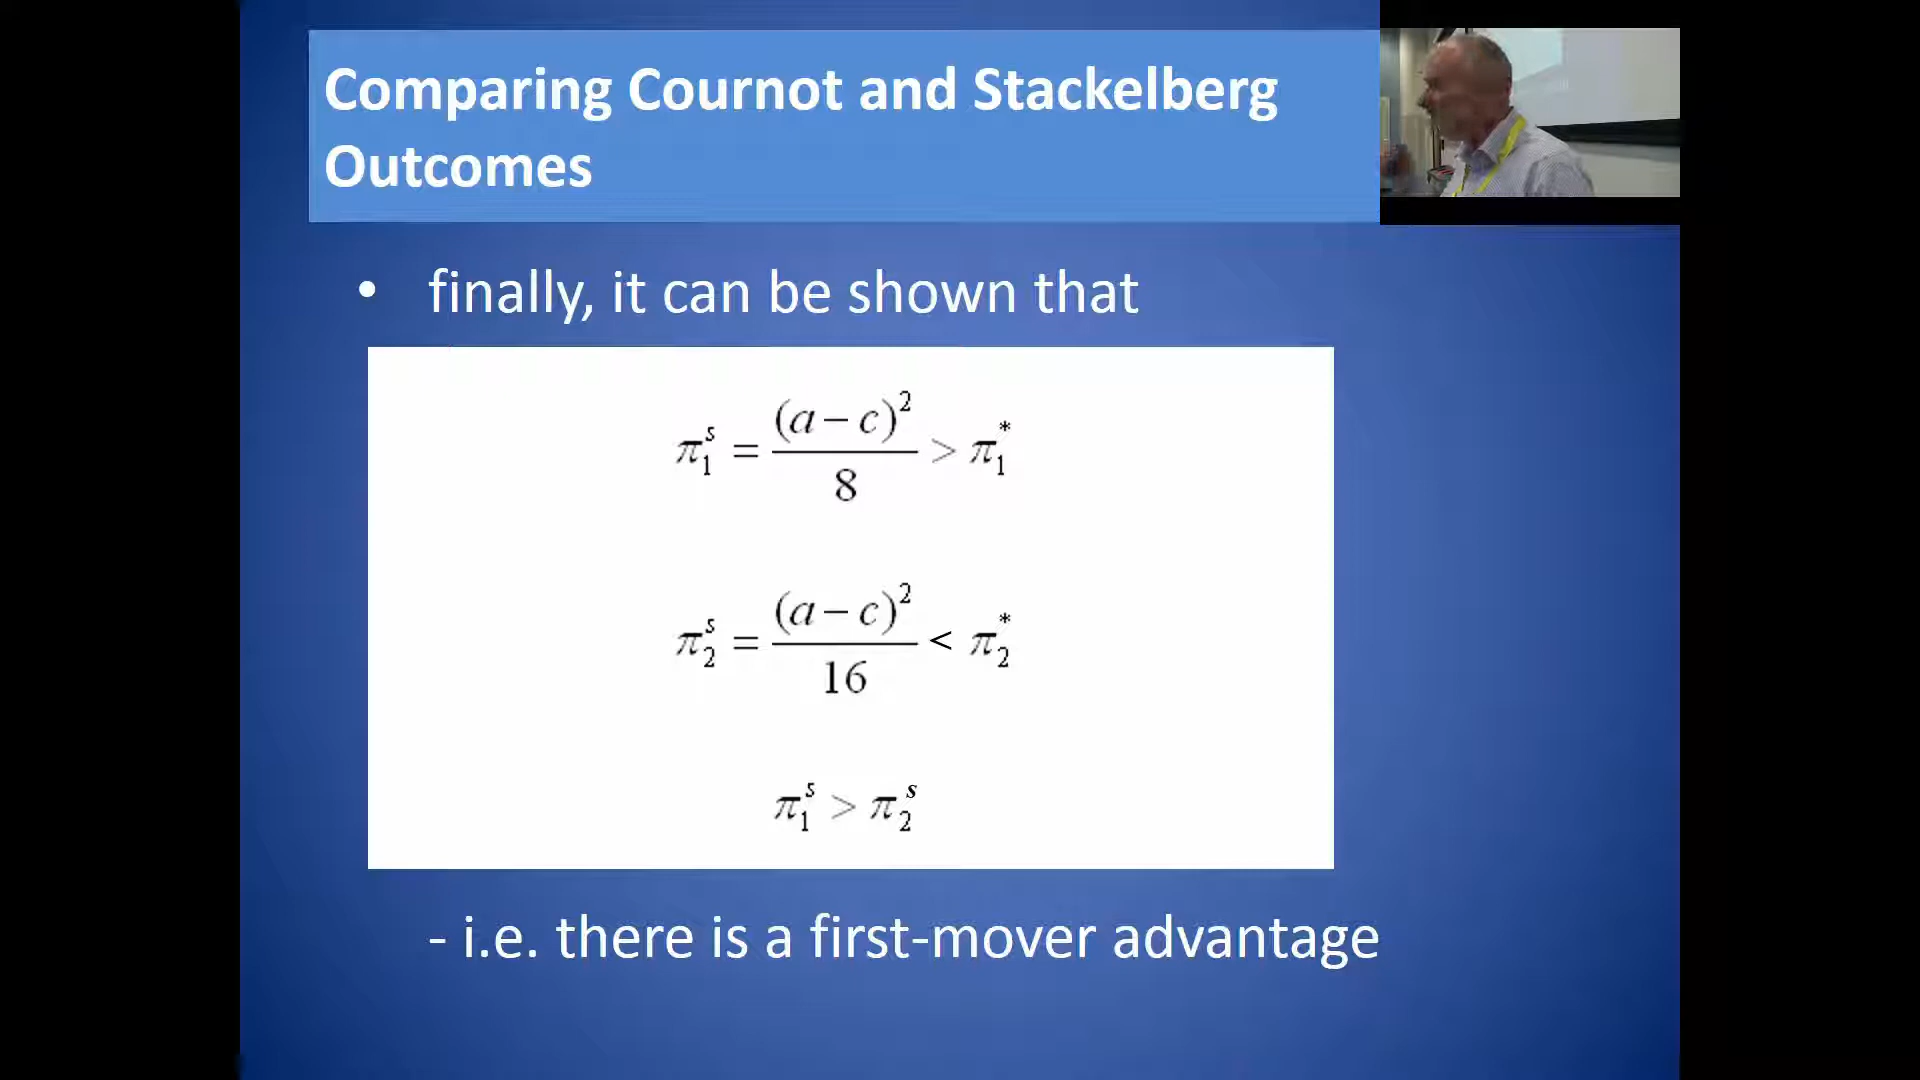 Comparing Cournot and Stackelberg
Outcomes
• finally, it can be shown that
π₁ˢ = (a − c)² / 8 > π₁*
π₂ˢ = (a − c)² / 16 < π₂*
π₁ˢ > π₂ˢ
- i.e. there is a first-mover advantage